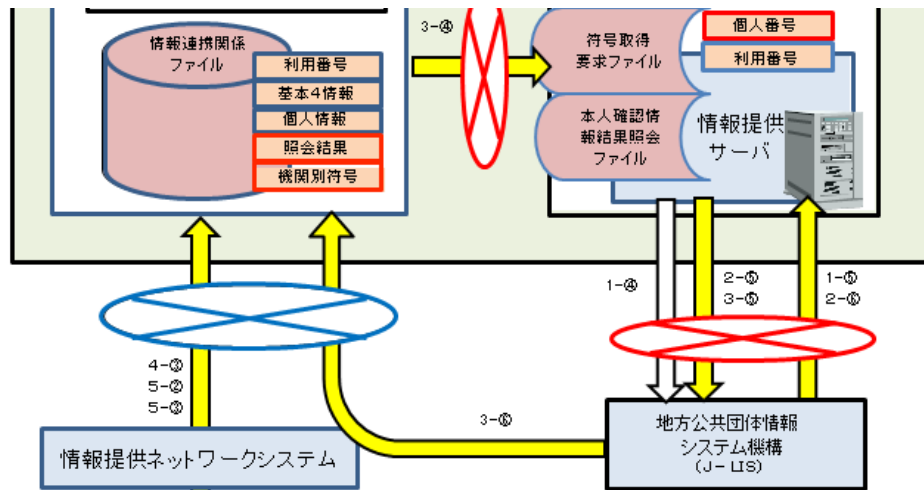 3-④
情報連携関係
ファイル
利用番号
基本4情報
個人情報
照会結果
機関別符号
符号取得
要求ファイル
個人番号
利用番号
本人確認情
報結果照会
ファイル
情報提供
サーバ
1-④
2-⑤
3-⑤
1-⑤
2-⑥
4-③
5-②
5-③
3-⑥
情報提供ネットワークシステム
地方公共団体情報
システム機構
(J-LIS)